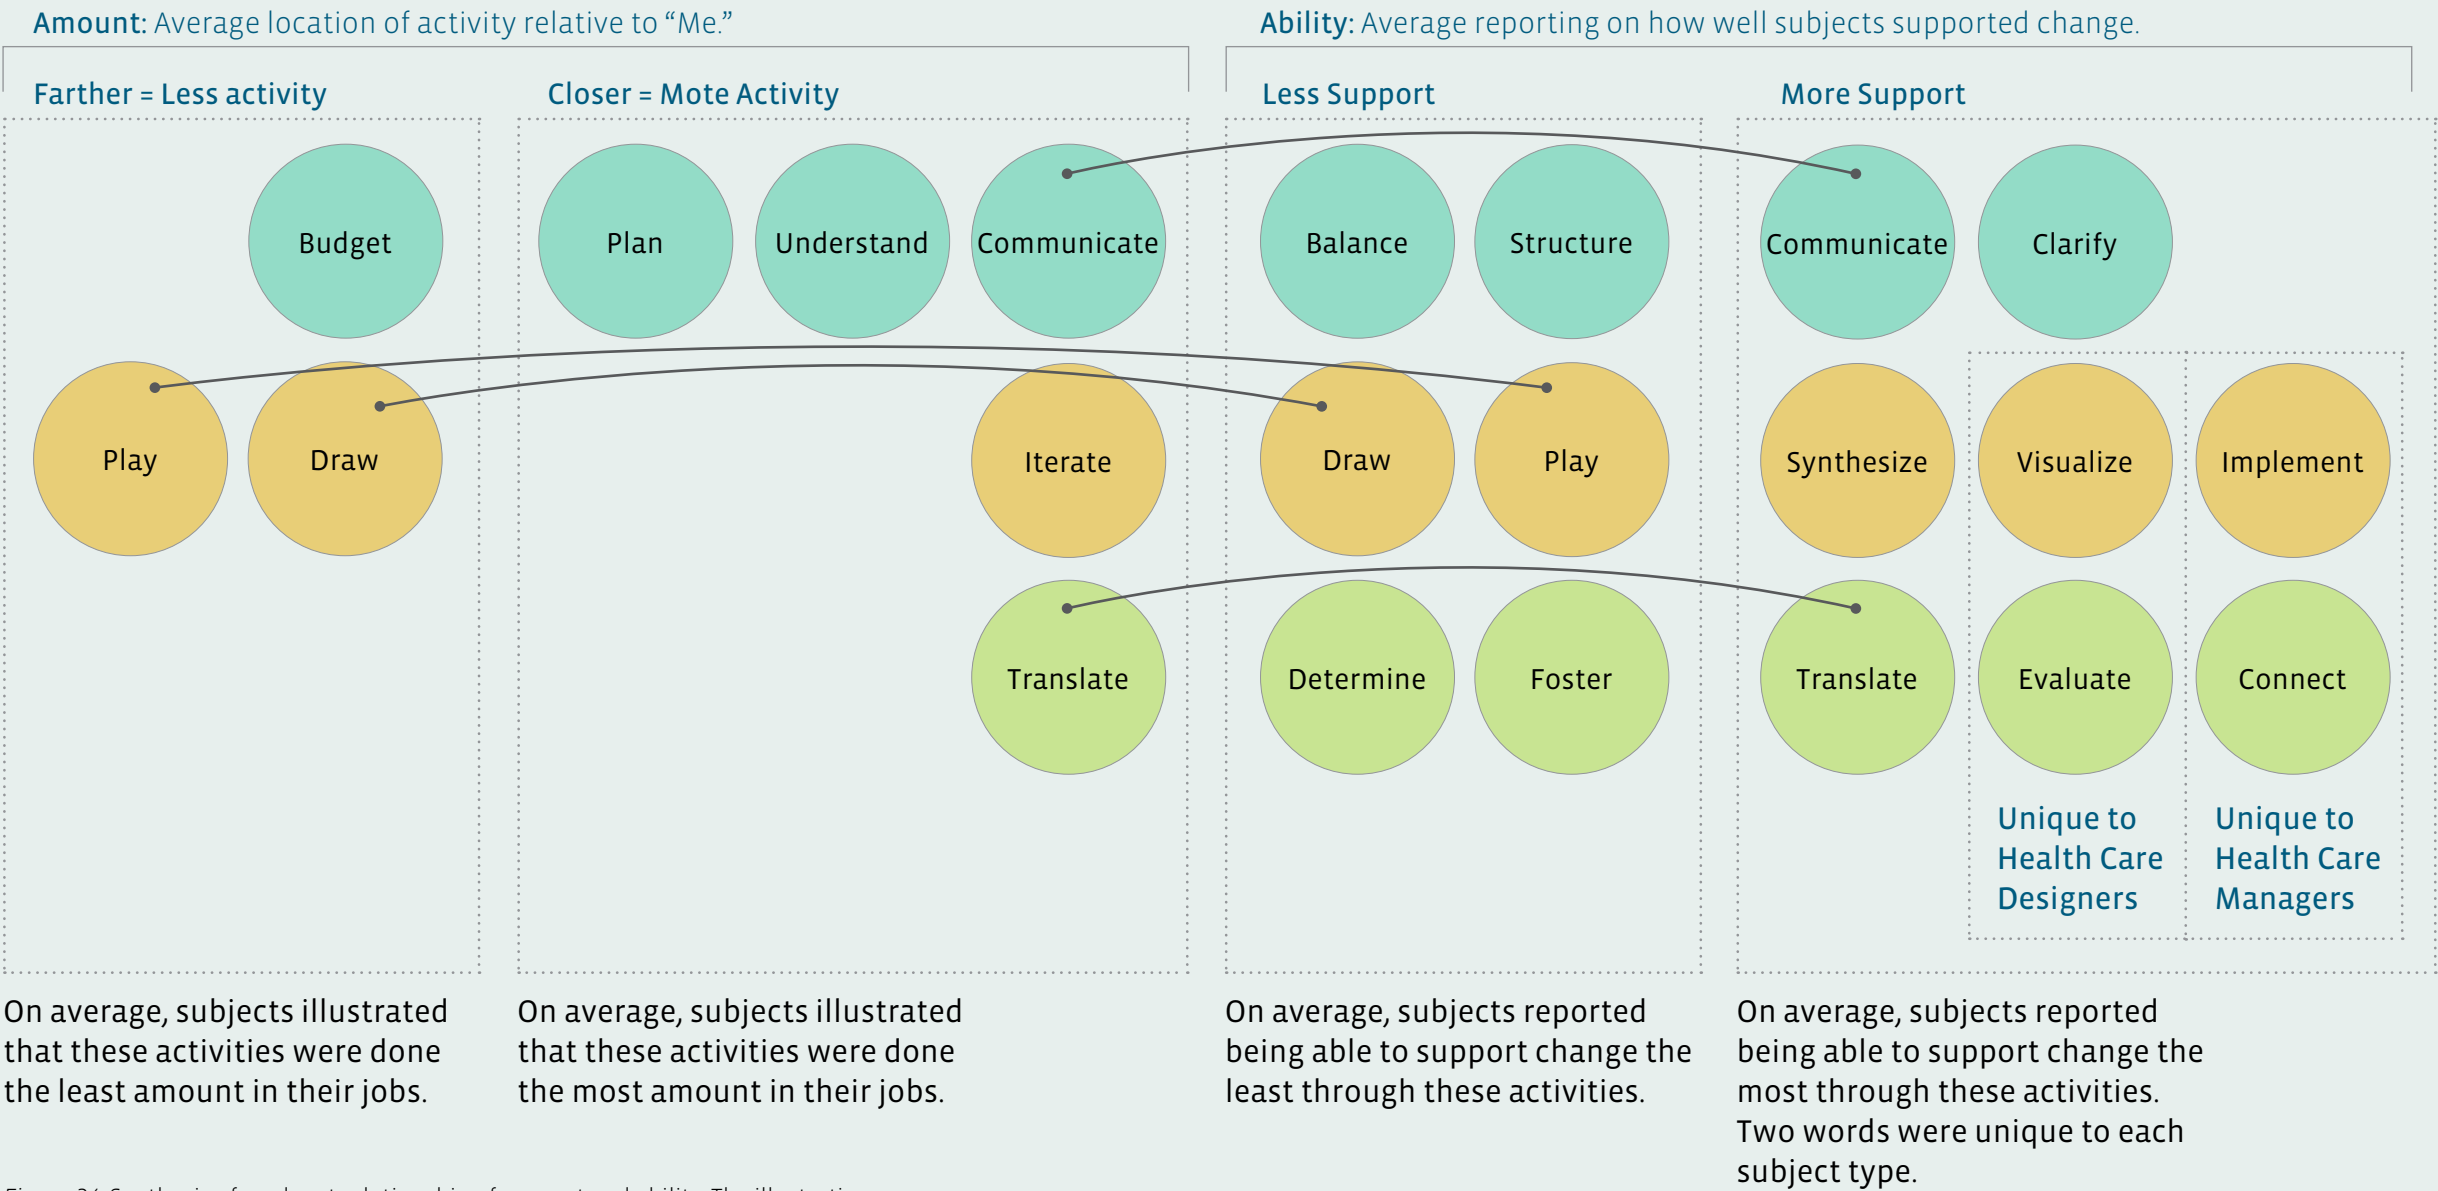 Amount: Average location of activity relative to “Me.”
Ability: Average reporting on how well subjects supported change.
Farther = Less activity
Closer = Mote Activity
Less Support
More Support
Budget
Plan
Understand
Communicate
Balance
Structure
Communicate
Clarify
Play
Draw
Iterate
Draw
Play
Synthesize
Visualize
Implement
Translate
Determine
Foster
Translate
Evaluate
Connect
Unique to
Health Care
Designers
Unique to
Health Care
Managers
On average, subjects illustrated
that these activities were done
the least amount in their jobs.
On average, subjects illustrated
that these activities were done
the most amount in their jobs.
On average, subjects reported
being able to support change the
least through these activities.
On average, subjects reported
being able to support change the
most through these activities.
Two words were unique to each
subject type.